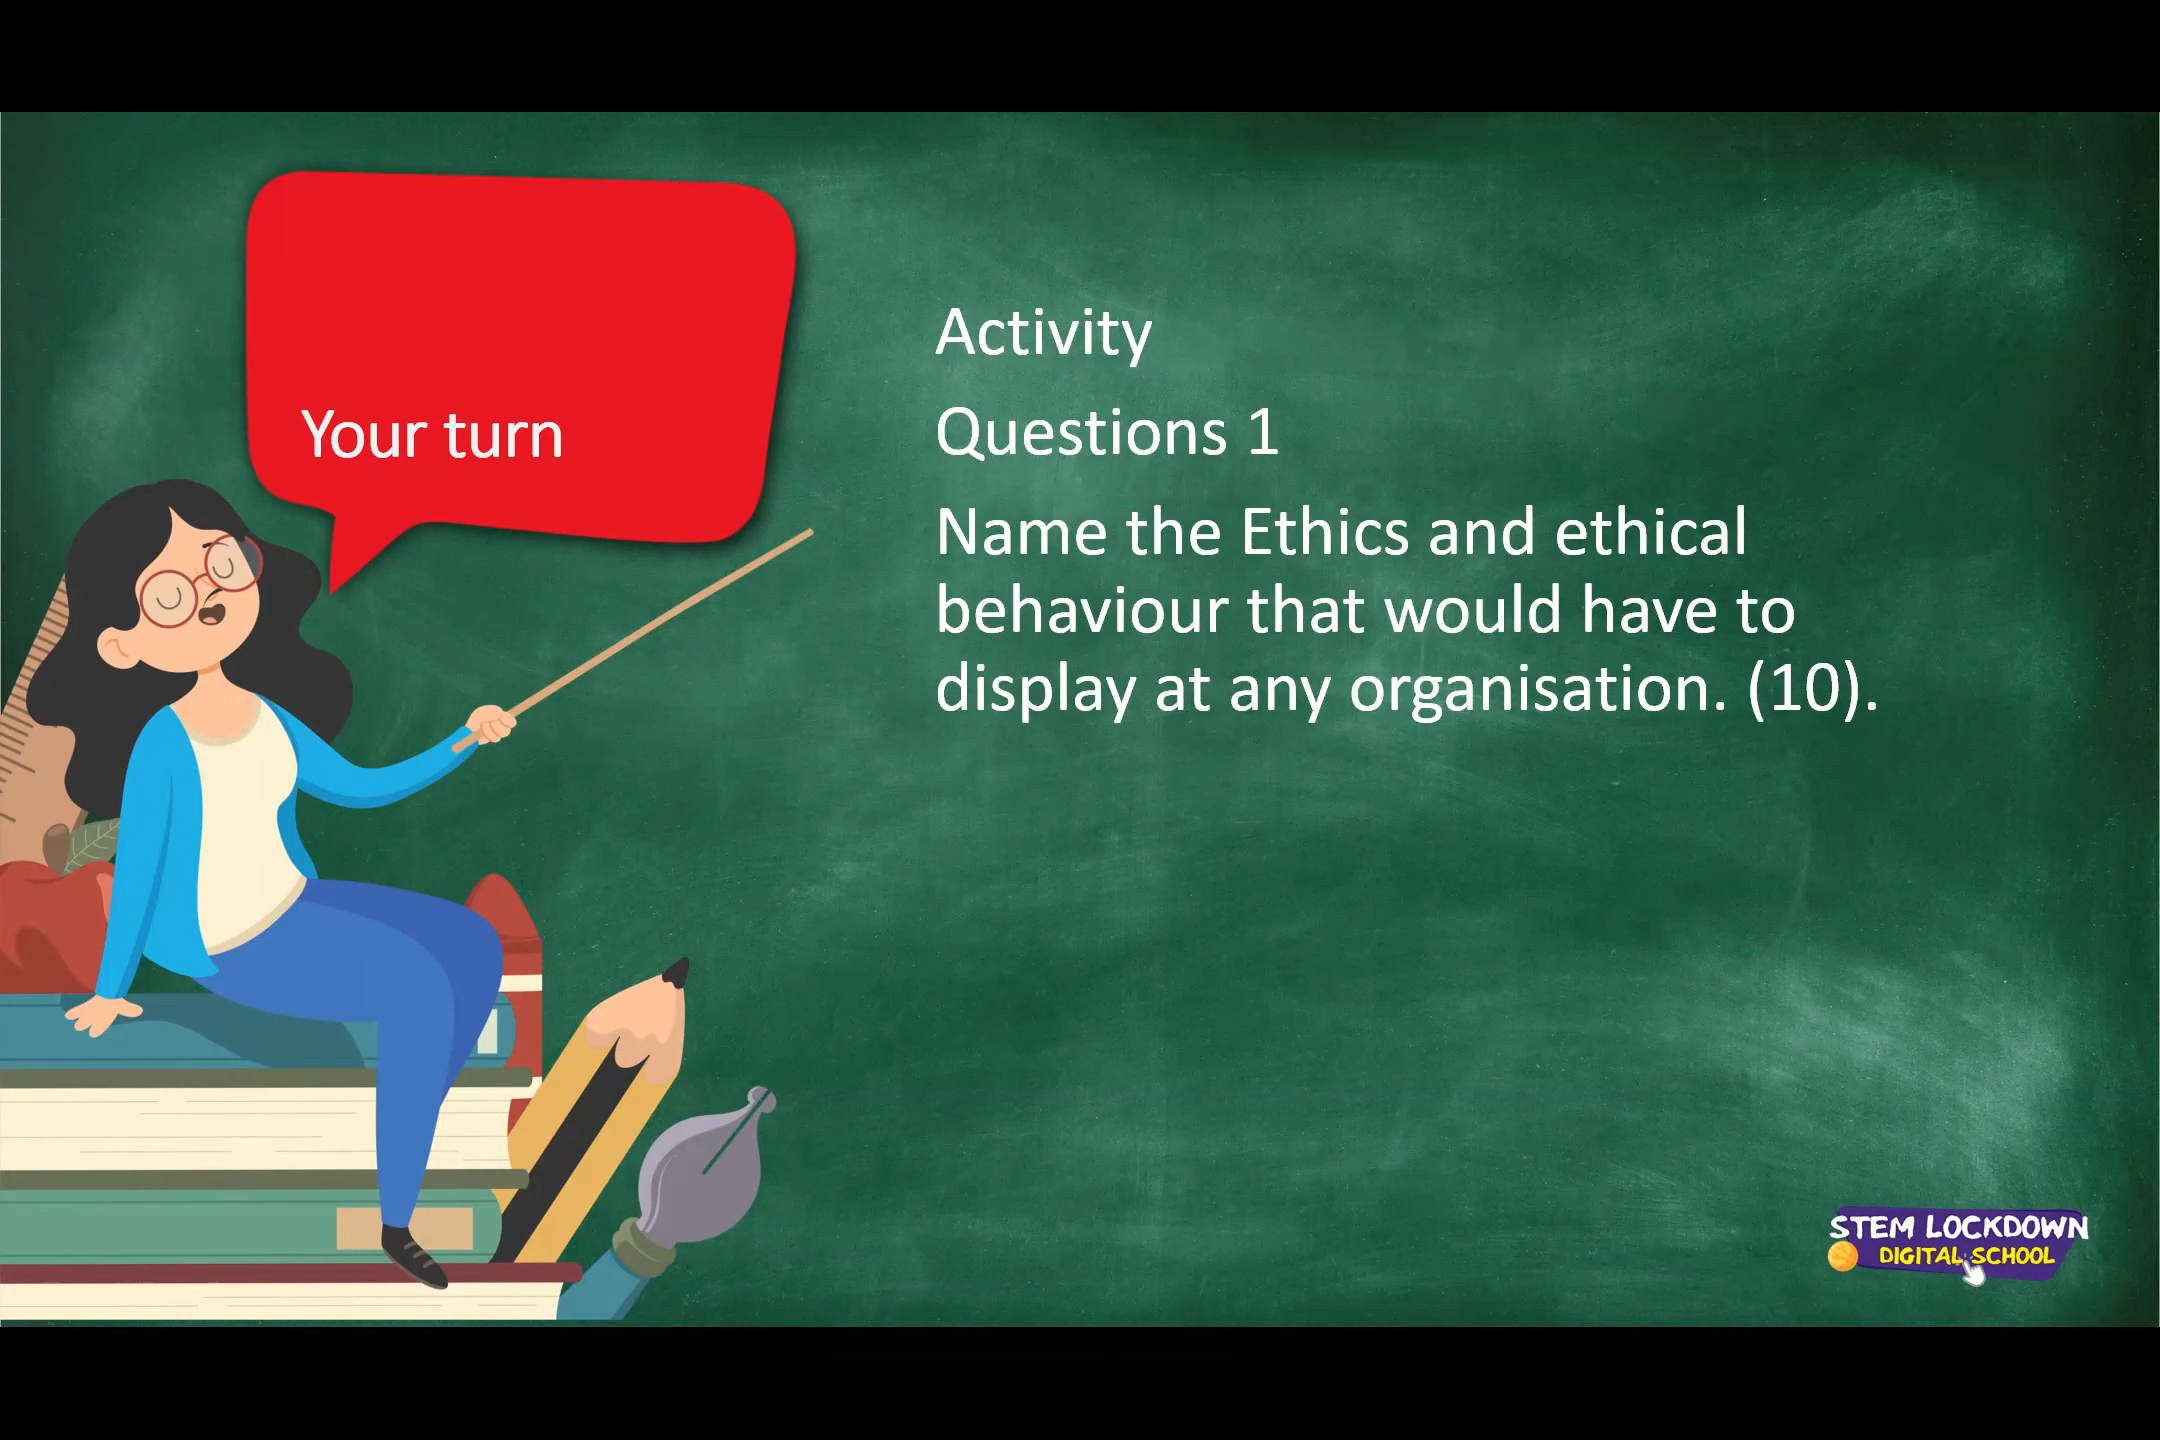 Your turn
Activity
Questions 1
Name the Ethics and ethical
behaviour that would have to
display at any organisation. (10).
STEM LOCKDOWN
DIGITAL SCHOOL